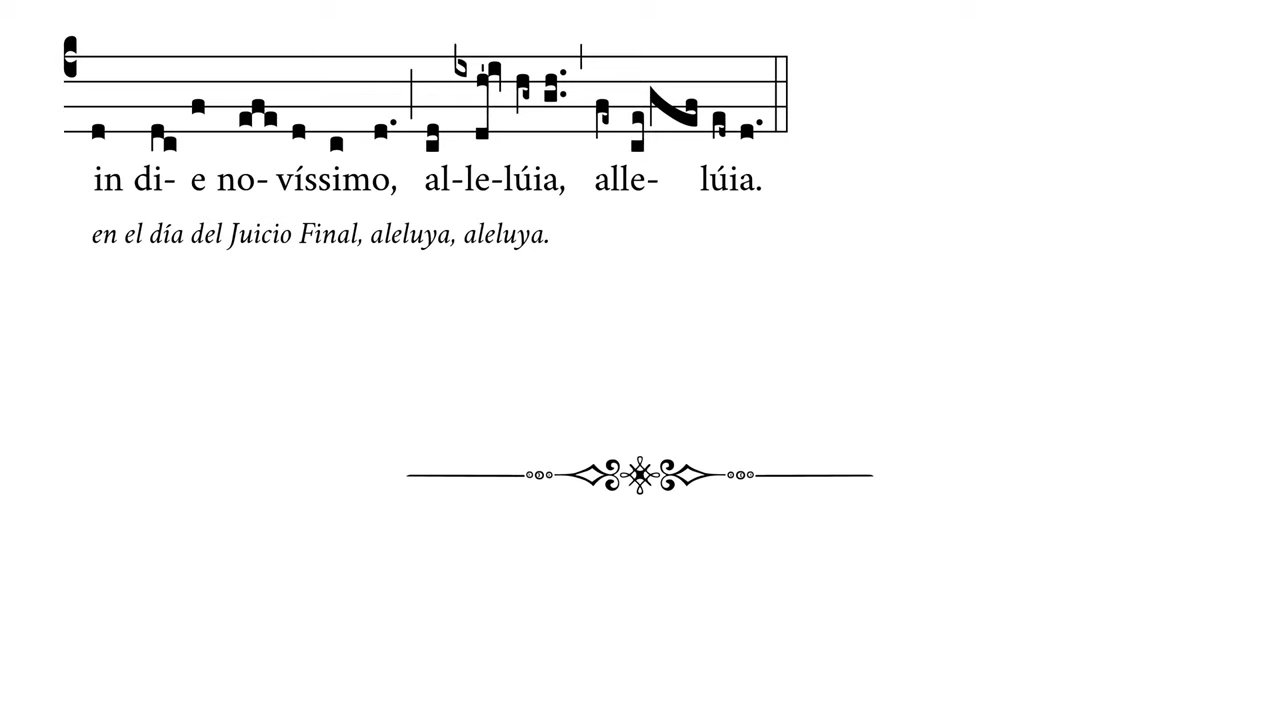 in di- e no- víssimo, al-le-lúia, alle- lúia.
en el día del Juicio Final, aleluya, aleluya.